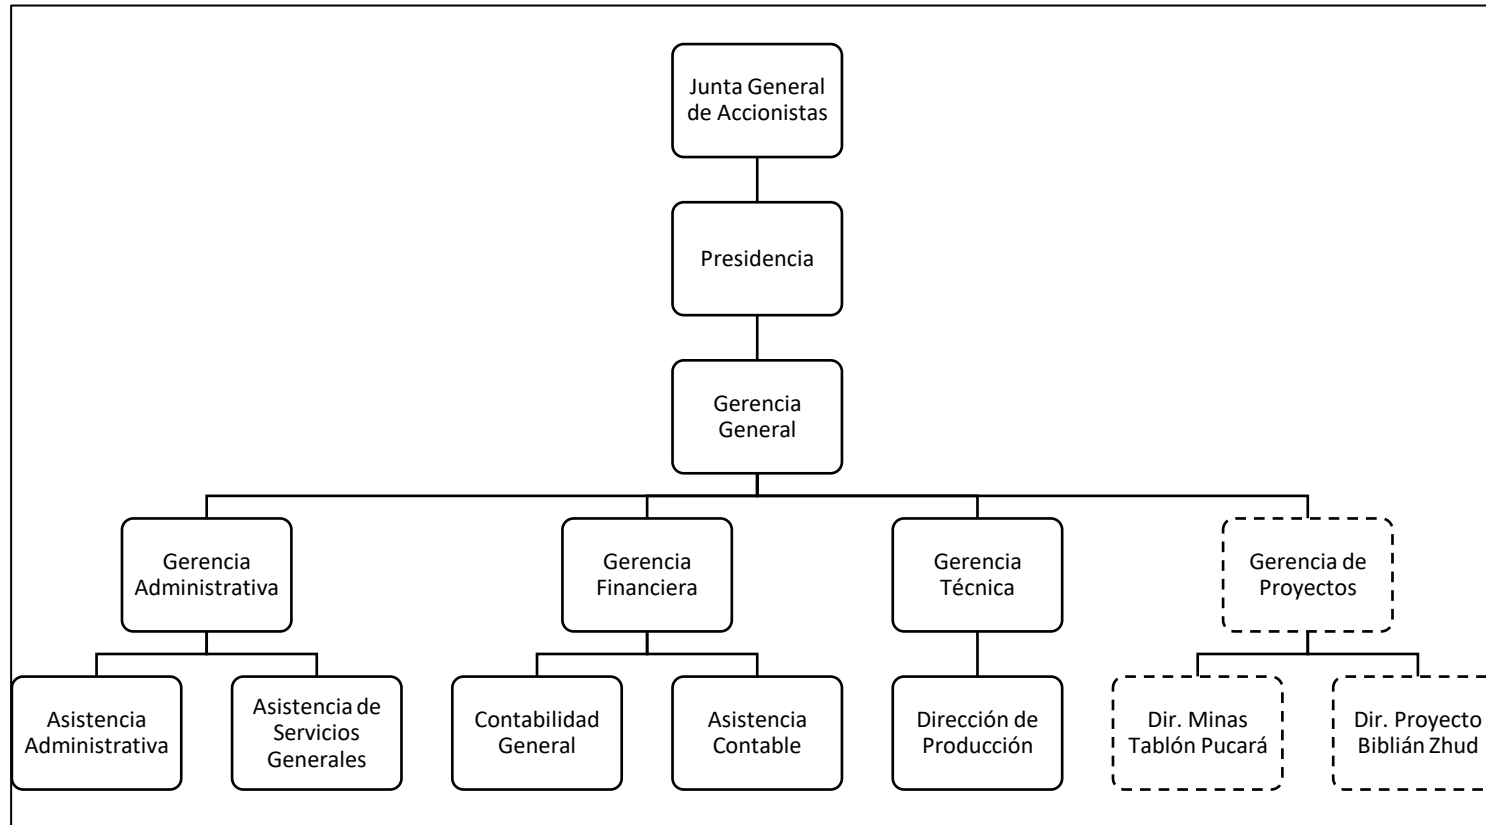 Junta General
de Accionistas
Presidencia
Gerencia
General
Gerencia
Administrativa
Gerencia
Financiera
Gerencia
Técnica
Gerencia de
Proyectos
Asistencia
Administrativa
Asistencia de
Servicios
Generales
Contabilidad
General
Asistencia
Contable
Dirección de
Producción
Dir. Minas
Tablón Pucará
Dir. Proyecto
Biblián Zhud